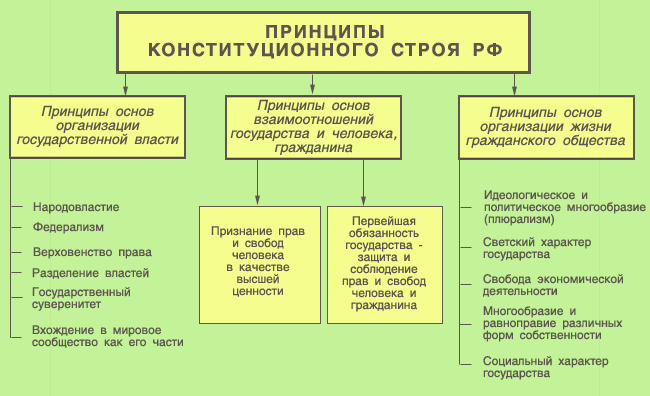 ПРИНЦИПЫ
КОНСТИТУЦИОННОГО СТРОЯ РФ
Принципы основ
организации
государственной власти
Народовластие
Федерализм
Верховенство права
Разделение властей
Государственный
суверенитет
Вхождение в мировое
сообщество как его части
Принципы основ
взаимоотношений
государства и человека,
гражданина
Признание прав
и свобод
человека
в качестве
высшей
ценности
Первейшая
обязанность
государства -
защита и
соблюдение
прав и свобод
человека и
гражданина
Принципы основ
организации жизни
гражданского общества
Идеологическое и
политическое многообразие
(плюрализм)
Светский характер
государства
Свобода экономической
деятельности
Многообразие и
равноправие различных
форм собственности
Социальный характер
государства